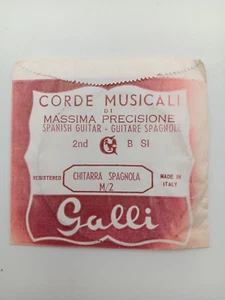 CORDE MUSICALI
DI
MASSIMA PRECISIONE
SPANISH GUITAR - GUITARE SPAGNOLE
2nd G B SI
REGISTERED CHITARRA SPAGNOLA MADE IN
M/2 ITALY
Galli